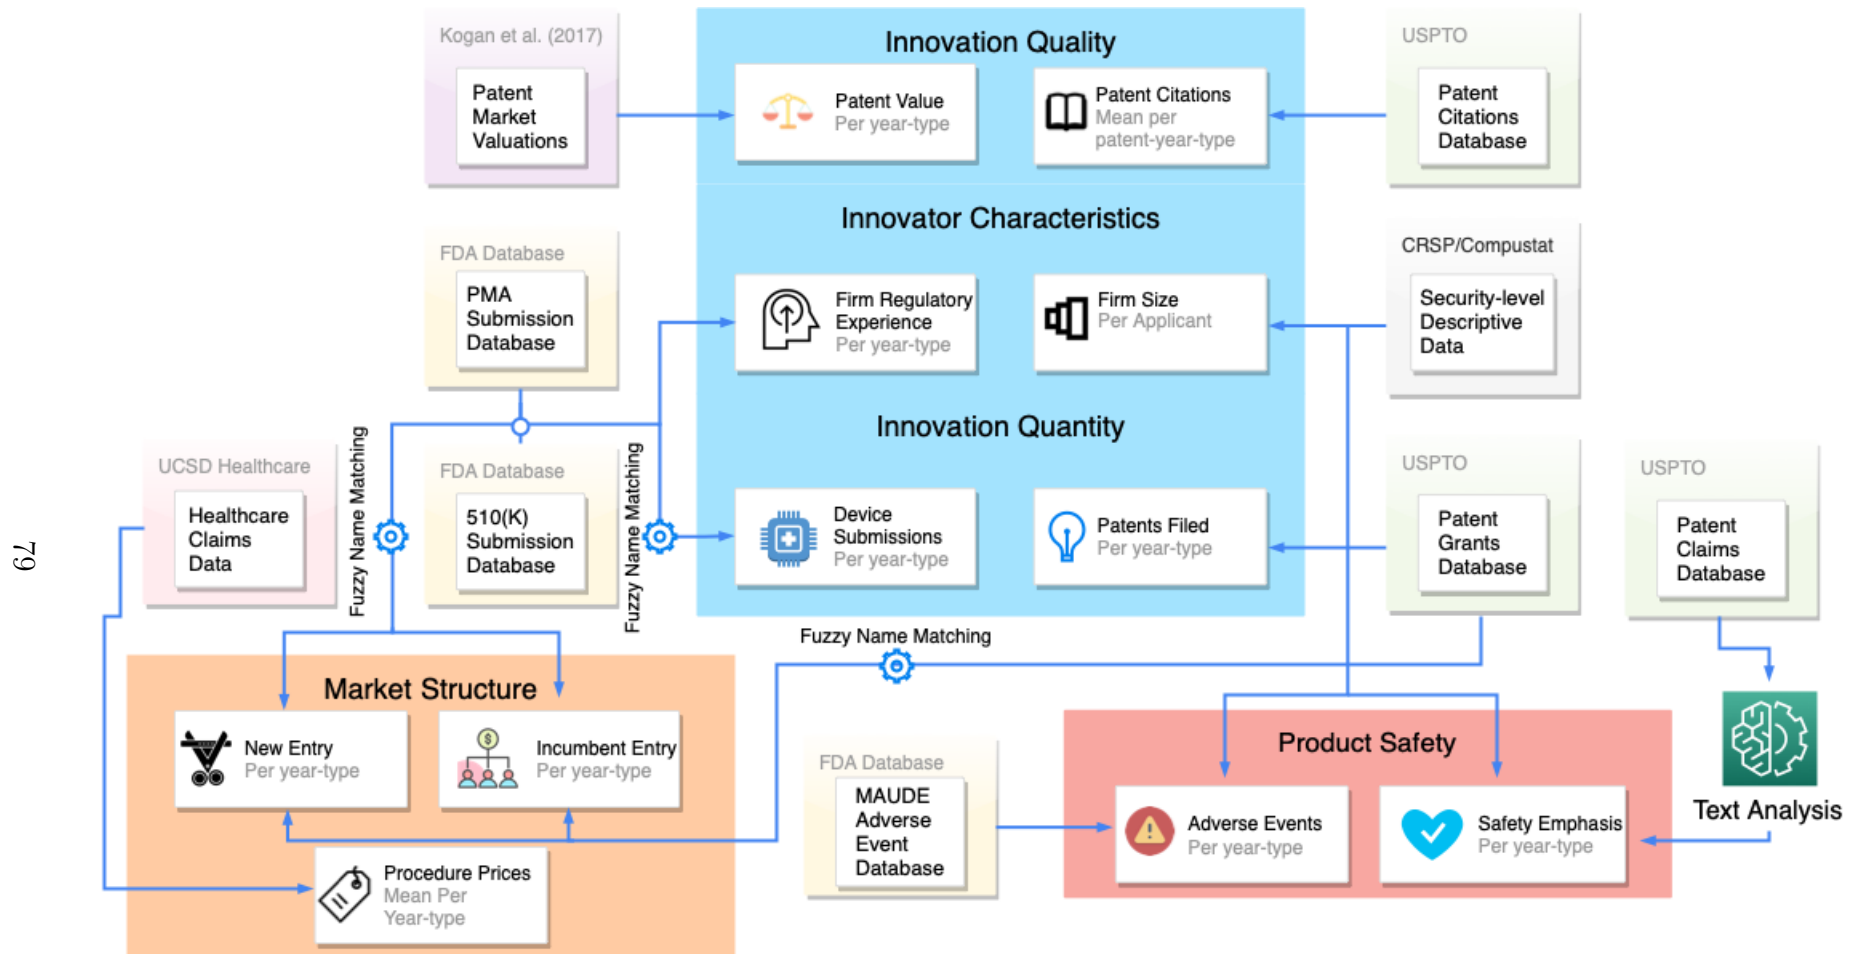 Kogan et al. (2017)
Patent
Market
Valuations
Innovation Quality
Patent Value
Per year-type
Patent Citations
Mean per
patent-year-type
USPTO
Patent
Citations
Database
Innovator Characteristics
FDA Database
PMA
Submission
Database
Firm Regulatory
Experience
Per year-type
Firm Size
Per Applicant
CRSP/Compustat
Security-level
Descriptive
Data
Innovation Quantity
UCSD Healthcare
Healthcare
Claims
Data
Fuzzy Name Matching
FDA Database
510(K)
Submission
Database
Fuzzy Name Matching
Device
Submissions
Per year-type
Patents Filed
Per year-type
USPTO
Patent
Grants
Database
USPTO
Patent
Claims
Database
79
Fuzzy Name Matching
Market Structure
New Entry
Per year-type
$
Incumbent Entry
Per year-type
Procedure Prices
Mean Per
Year-type
FDA Database
MAUDE
Adverse
Event
Database
Product Safety
Adverse Events
Per year-type
Safety Emphasis
Per year-type
Text Analysis